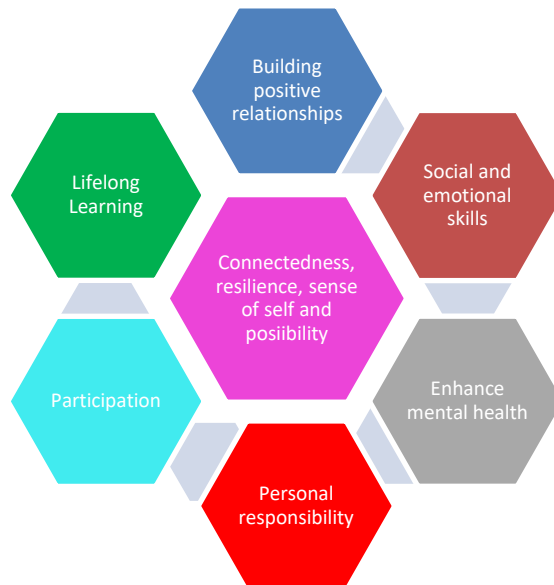 Building
positive
relationships
Social and
emotional
skills
Lifelong
Learning
Connectedness,
resilience, sense
of self and
posiibility
Participation
Enhance
mental health
Personal
responsibility